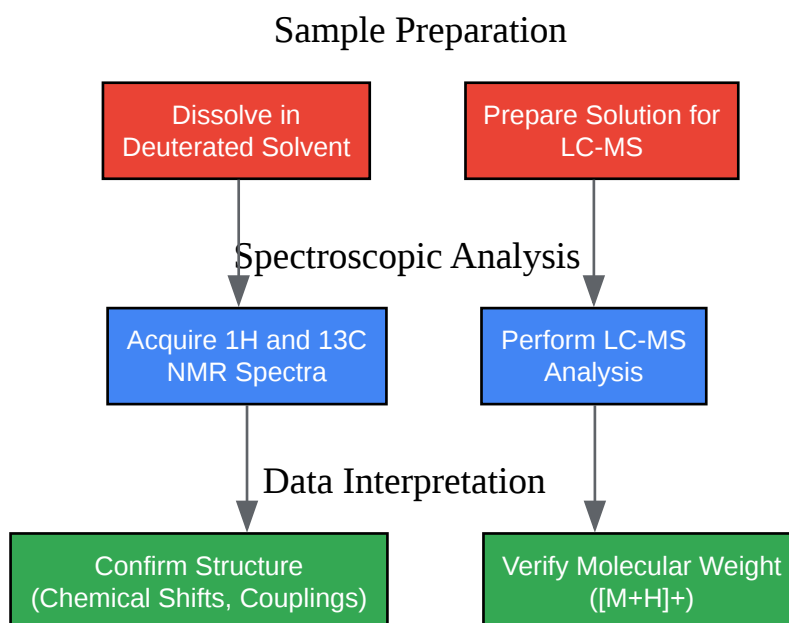 Sample Preparation
Dissolve in
Deuterated Solvent
Prepare Solution for
LC-MS
Spectroscopic Analysis
Acquire 1H and 13C
NMR Spectra
Perform LC-MS
Analysis
Data Interpretation
Confirm Structure
(Chemical Shifts, Couplings)
Verify Molecular Weight
([M+H]+)